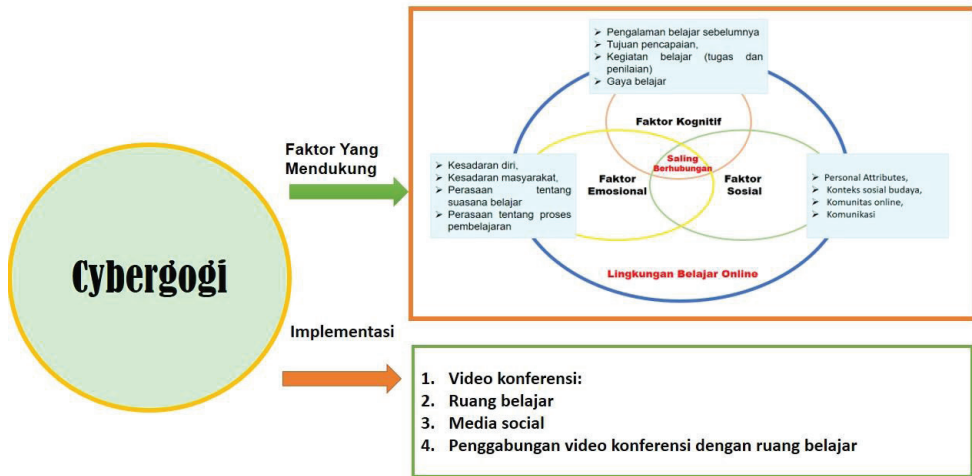 Cybergogi
Faktor Yang
Mendukung
➢ Pengalaman belajar sebelumnya
➢ Tujuan pencapaian,
➢ Kegiatan belajar (tugas dan
penilaian)
➢ Gaya belajar
Faktor Kognitif
Saling
Berhubungan
➢ Kesadaran diri,
➢ Kesadaran masyarakat,
➢ Perasaan tentang
suasana belajar
➢ Perasaan tentang proses
pembelajaran
Faktor
Emosional
Faktor
Sosial
➢ Personal Attributes,
➢ Konteks sosial budaya,
➢ Komunitas online,
➢ Komunikasi
Lingkungan Belajar Online
Implementasi
1. Video konferensi:
2. Ruang belajar
3. Media social
4. Penggabungan video konferensi dengan ruang belajar